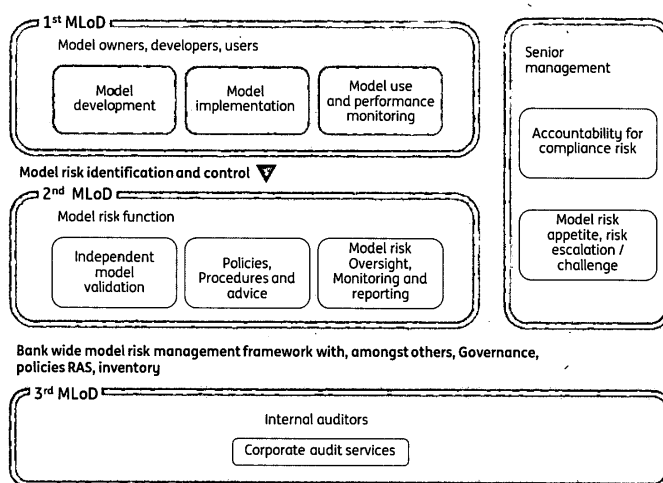 1st MLoD
Model owners, developers, users
Model
development
Model
implementation
Model use
and performance
monitoring
Model risk identification and control
2nd MLoD
Model risk function
Independent
model
validation
Policies,
Procedures and
advice
Model risk
Oversight,
Monitoring and
reporting
Senior
management
Accountability for
compliance risk
Model risk
appetite, risk
escalation /
challenge
Bank wide model risk management framework with, amongst others, Governance,
policies RAS, inventory
3rd MLoD
Internal auditors
Corporate audit services